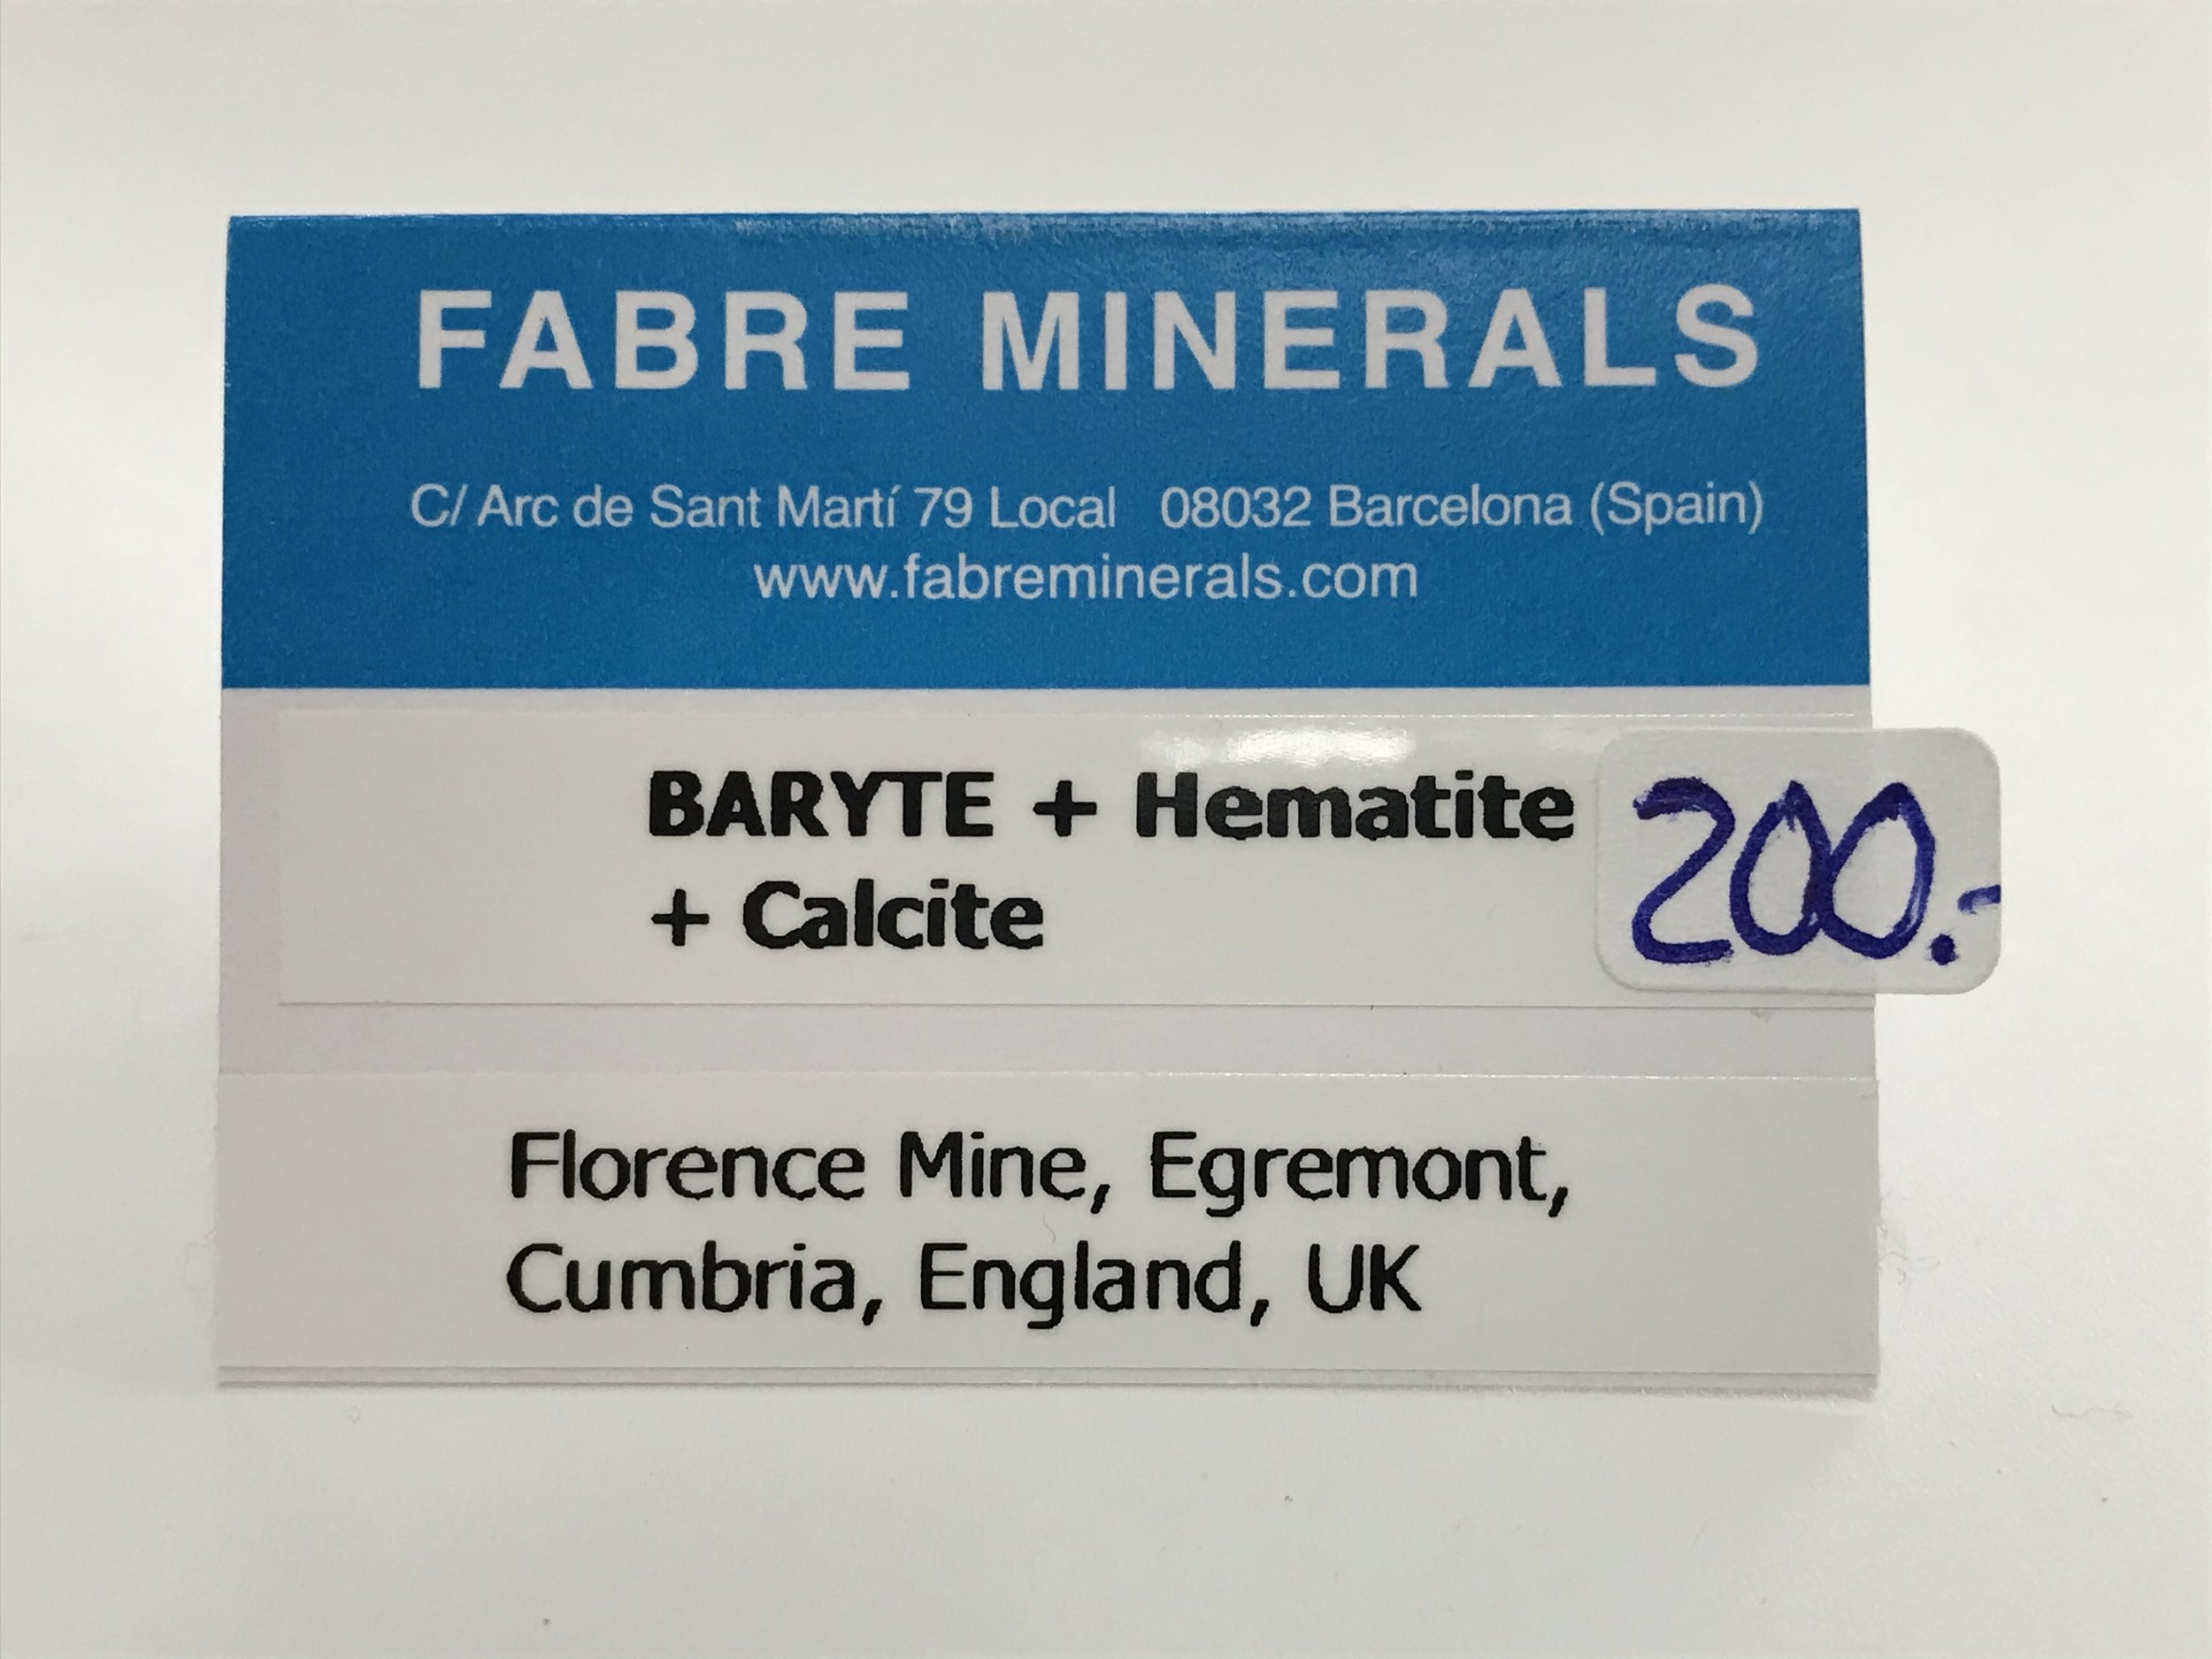 FABRE MINERALS
C/ Arc de Sant Martí 79 Local 08032 Barcelona (Spain)
www.fabreminerals.com
BARYTE + Hematite
+ Calcite
200.-
Florence Mine, Egremont,
Cumbria, England, UK